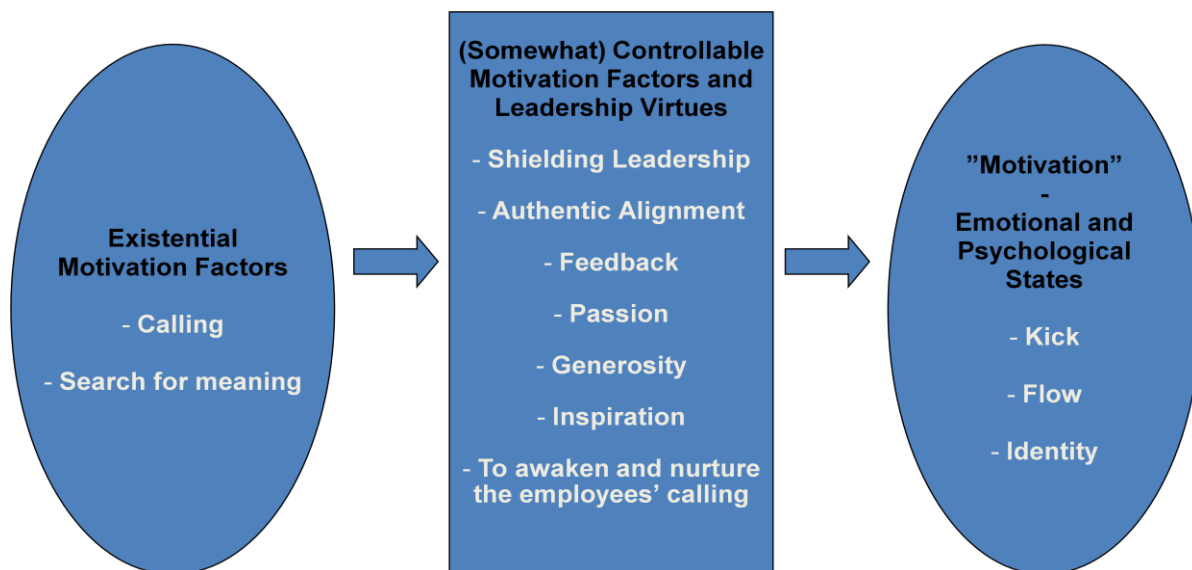 Existential
Motivation Factors
- Calling
- Search for meaning
(Somewhat) Controllable
Motivation Factors and
Leadership Virtues
- Shielding Leadership
- Authentic Alignment
- Feedback
- Passion
- Generosity
- Inspiration
- To awaken and nurture
the employees’ calling
”Motivation”
-
Emotional and
Psychological
States
- Kick
- Flow
- Identity